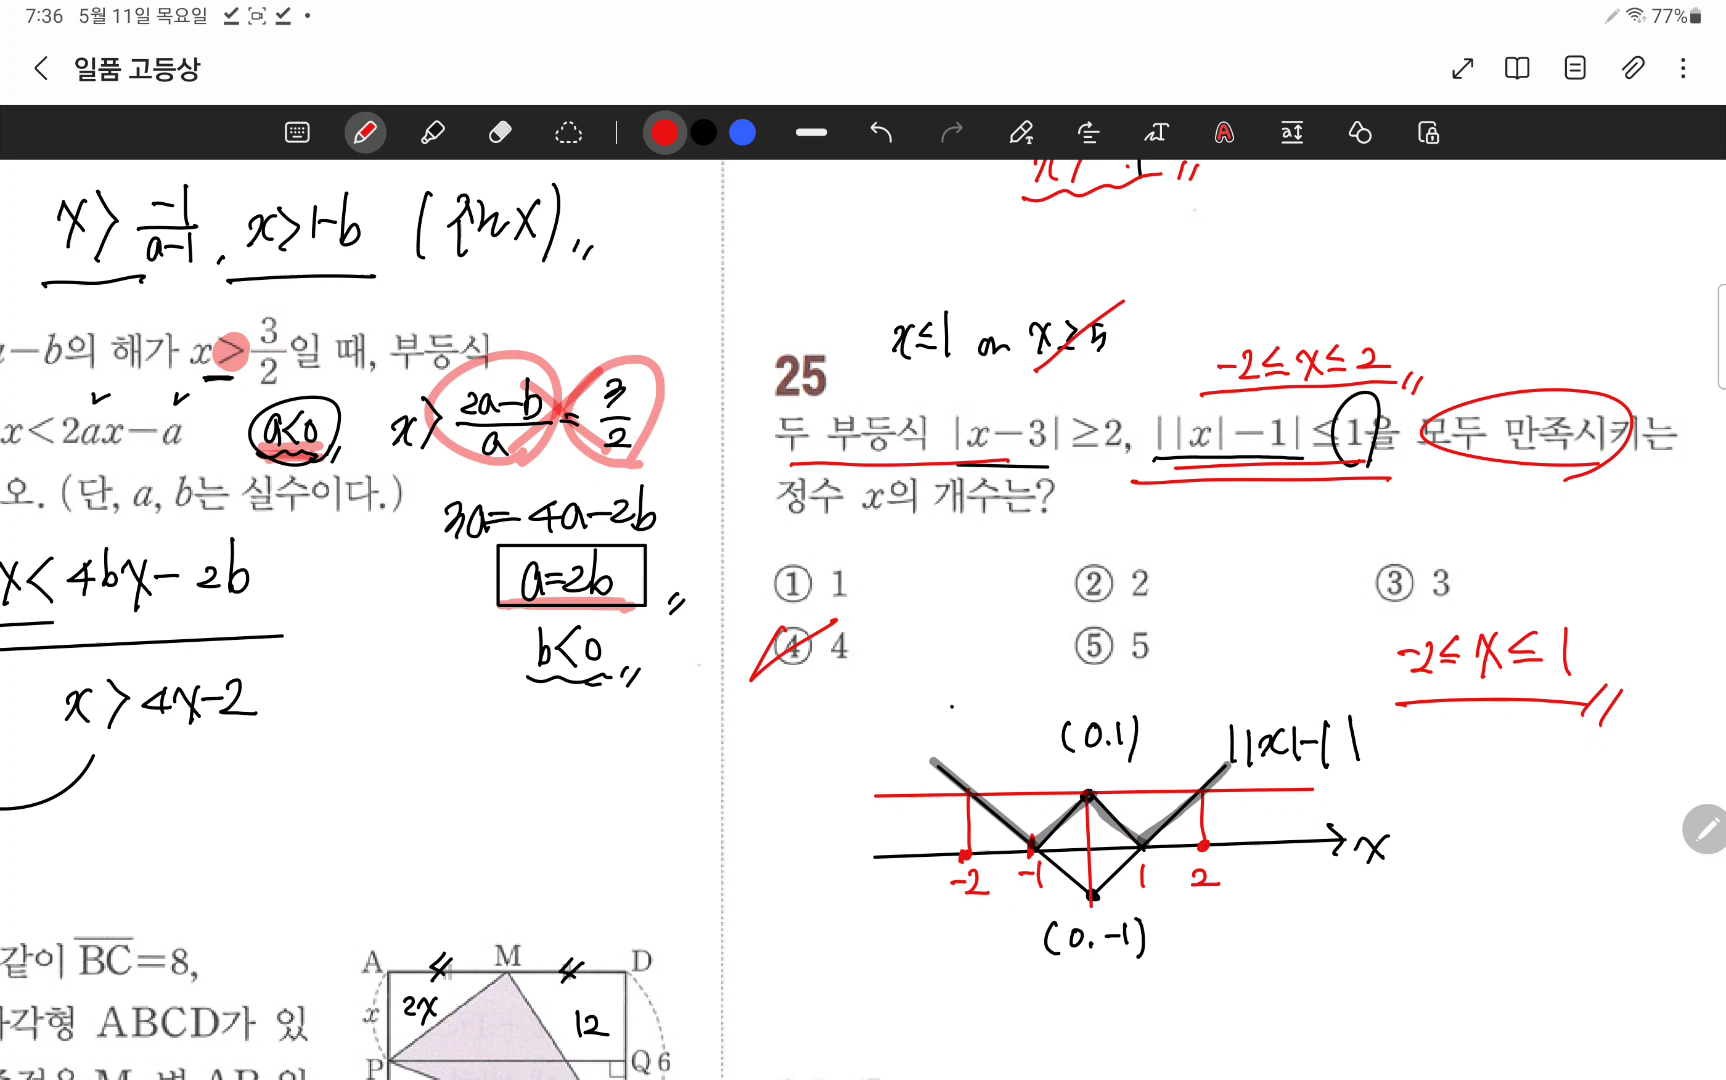 7:36 5월 11일 목요일
77%
일품 고등상
x > -1/(a-1), x > 1-b
a-b의 해가 x > 3/2일 때, 부등식
x < 2ax - a
a<0
x > (2a-b)/a = 3/2
오. (단, a, b는 실수이다.)
3a = 4a-2b
x < 4bx - 2b
a=2b
b<0
x > 4x-2
같이 BC=8,
각형 ABCD가 있
A M D
4 4
2x
x
12
P Q 6
x≤1 or x≥5
-2≤x≤2
25
두 부등식 |x-3|≥2, ||x|-1|≤1을 모두 만족시키는
정수 x의 개수는?
① 1 ② 2 ③ 3
④ 4 ⑤ 5
-2≤x≤1
(0.1) ||x|-1|
x
-2 -1 1 2
(0.-1)